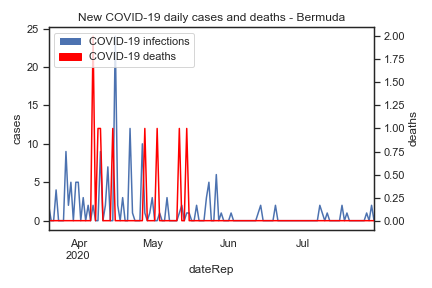 New COVID-19 daily cases and deaths - Bermuda
COVID-19 infections
COVID-19 deaths
25
20
15
10
5
0
cases
2.00
1.75
1.50
1.25
1.00
0.75
0.50
0.25
0.00
deaths
Apr
2020
May
Jun
Jul
dateRep